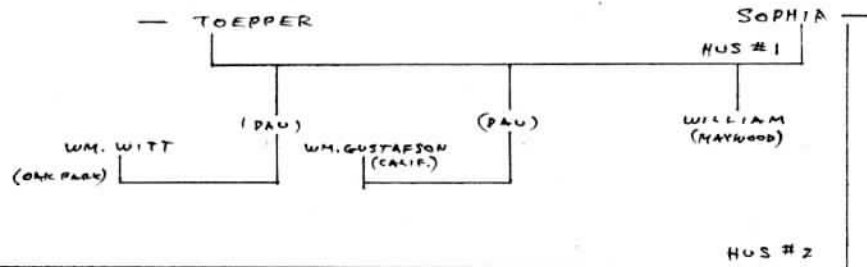 — TOEPPER SOPHIA —
HUS #1
(DAU) (DAU) WILLIAM
(MAYWOOD)
WM. WITT WM. GUSTAFSON
(CALIF.)
(OAK PARK)
HUS #2